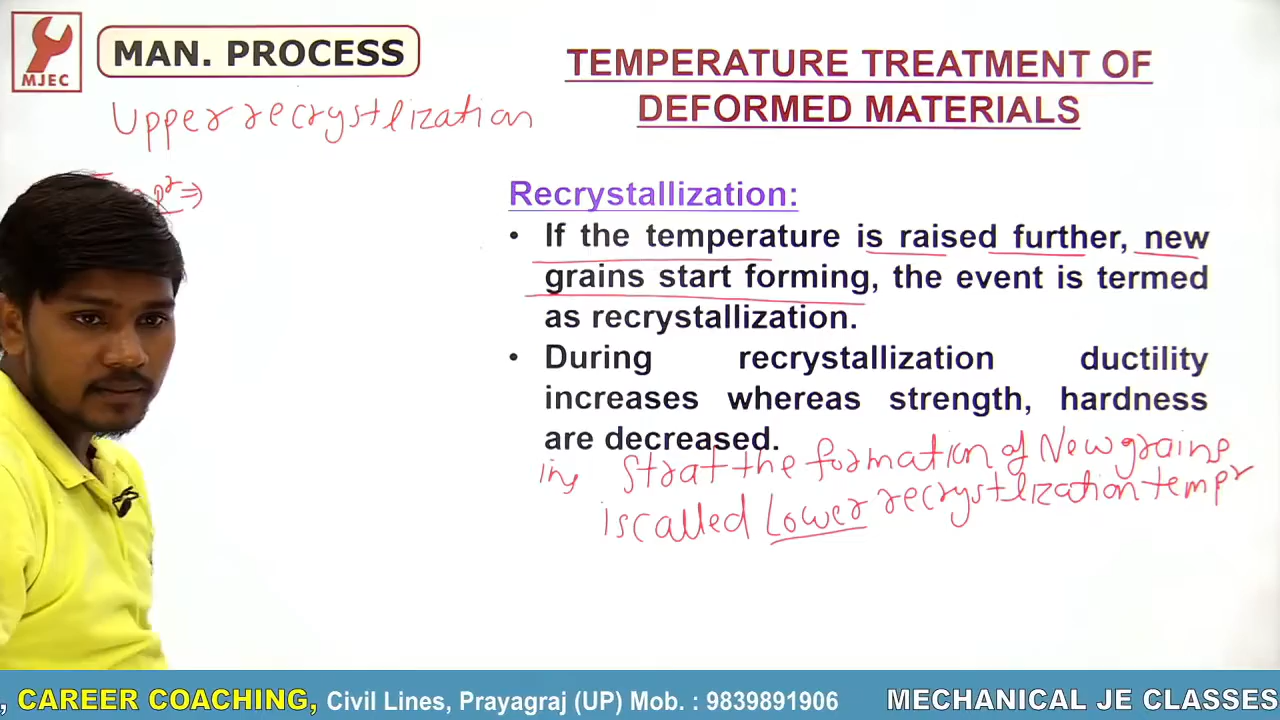 MJEC
MAN. PROCESS
TEMPERATURE TREATMENT OF
DEFORMED MATERIALS
Upper recrystlization
Recrystallization:
• If the temperature is raised further, new
grains start forming, the event is termed
as recrystallization.
• During recrystallization ductility
increases whereas strength, hardness
are decreased.
Strat the formation of New grains
is called Lower recrystlization tempr
, CAREER COACHING, Civil Lines, Prayagraj (UP) Mob. : 9839891906 MECHANICAL JE CLASSES